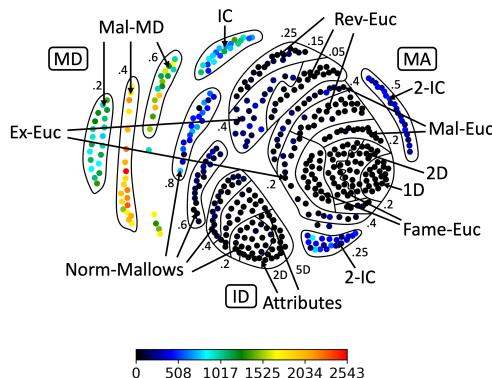 IC
Rev-Euc
Mal-MD
MD
MA
.6
.25
.15
.05
.4
.2
.4
.5
2-IC
Ex-Euc
.4
Mal-Euc
.2
2D
1D
.8
.2
.2
.6
.4
.4
Fame-Euc
Norm-Mallows
.2
2D
5D
.25
2-IC
ID
Attributes
0 508 1017 1525 2034 2543